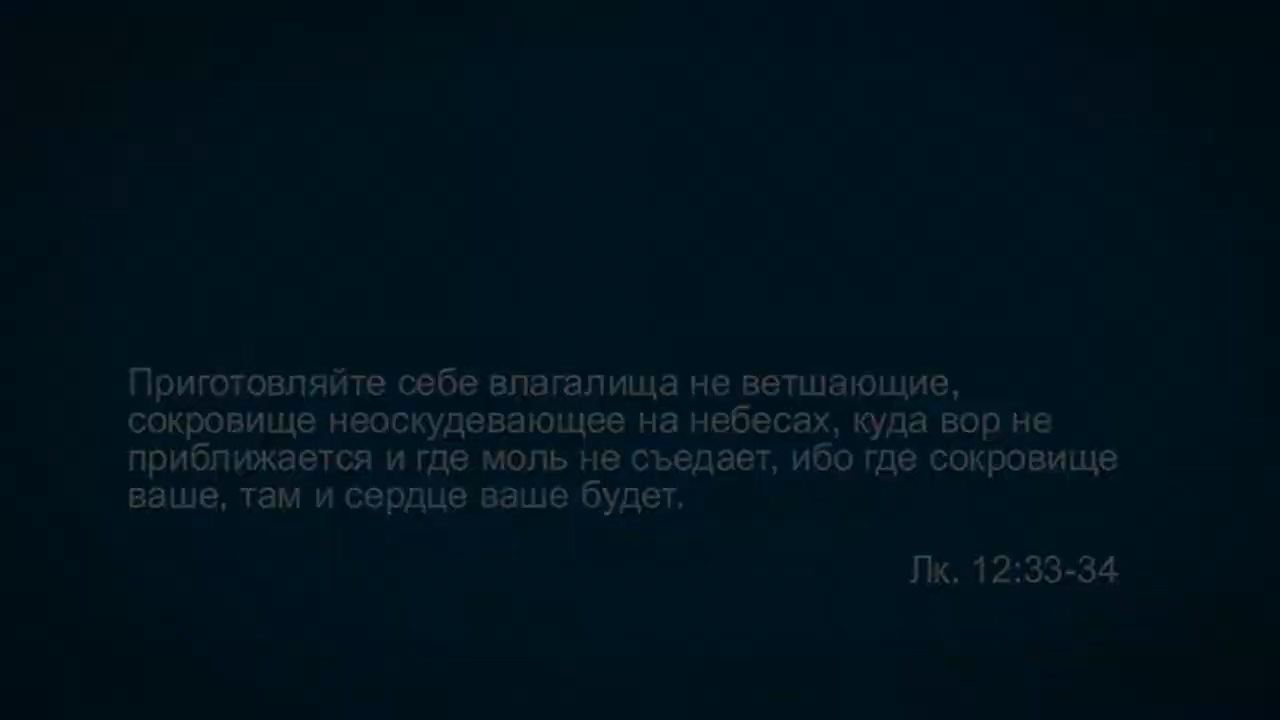 Приготовляйте себе влагалища не ветшающие,
сокровище неоскудевающее на небесах, куда вор не
приближается и где моль не съедает, ибо где сокровище
ваше, там и сердце ваше будет.
Лк. 12:33-34